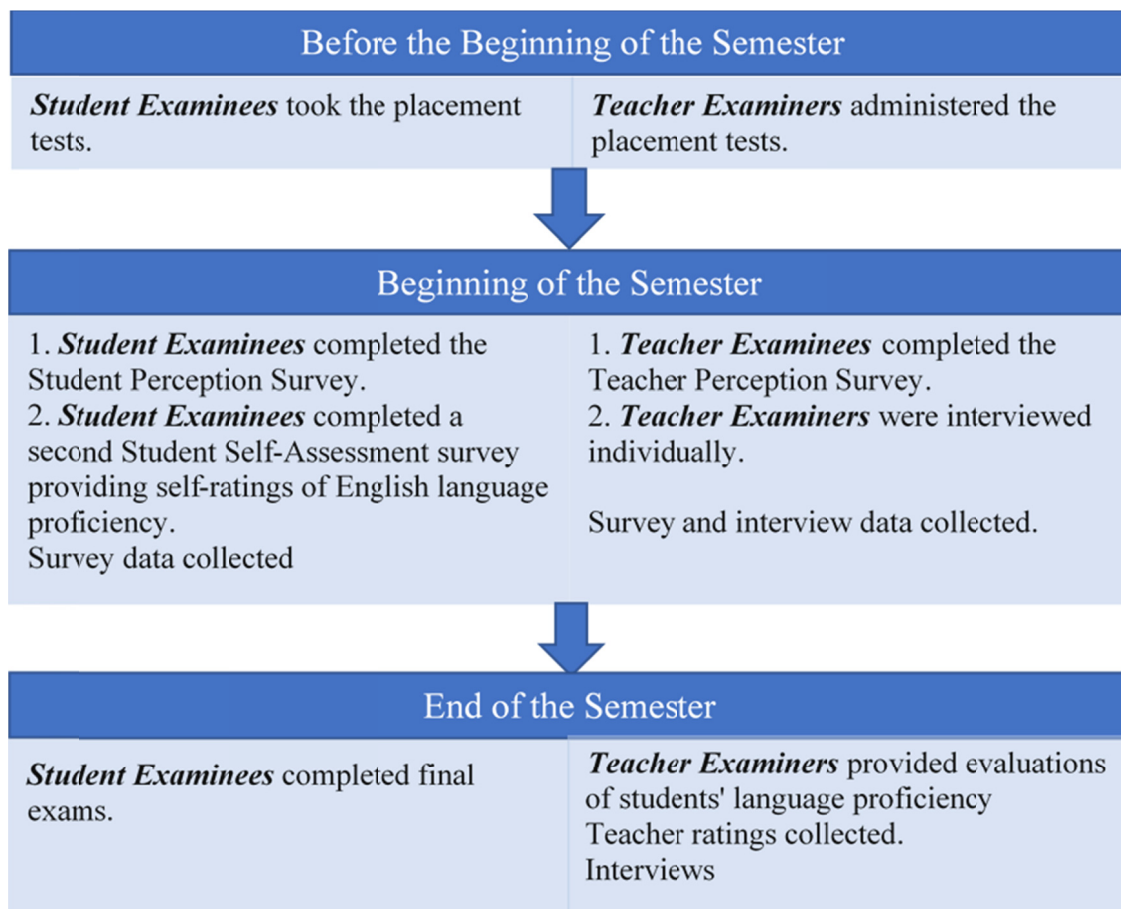 Before the Beginning of the Semester
Student Examinees took the placement
tests.
Teacher Examiners administered the
placement tests.
Beginning of the Semester
1. Student Examinees completed the
Student Perception Survey.
2. Student Examinees completed a
second Student Self-Assessment survey
providing self-ratings of English language
proficiency.
Survey data collected
1. Teacher Examinees completed the
Teacher Perception Survey.
2. Teacher Examiners were interviewed
individually.
Survey and interview data collected.
End of the Semester
Student Examinees completed final
exams.
Teacher Examiners provided evaluations
of students' language proficiency
Teacher ratings collected.
Interviews